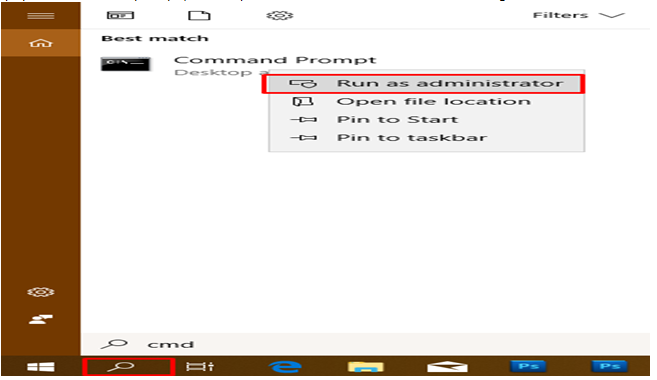 Filters
Best match
C:\_
Command Prompt
Desktop a
Run as administrator
Open file location
Pin to Start
Pin to taskbar
cmd
Ps
Ps